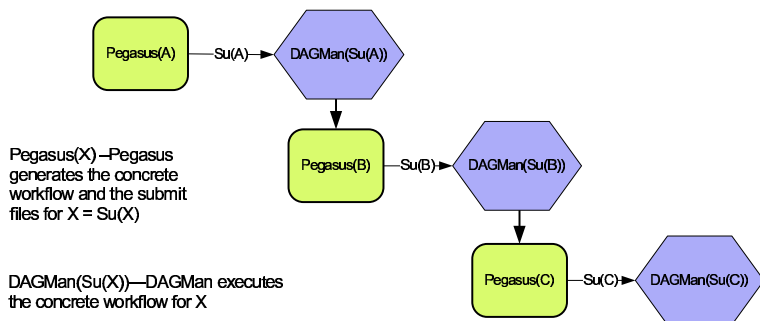 Pegasus(A)
Su(A)
DAGMan(Su(A))
Pegasus(B)
Su(B)
DAGMan(Su(B))
Pegasus(X) –Pegasus
generates the concrete
workflow and the submit
files for X = Su(X)
Pegasus(C)
Su(C)
DAGMan(Su(C))
DAGMan(Su(X))—DAGMan executes
the concrete workflow for X